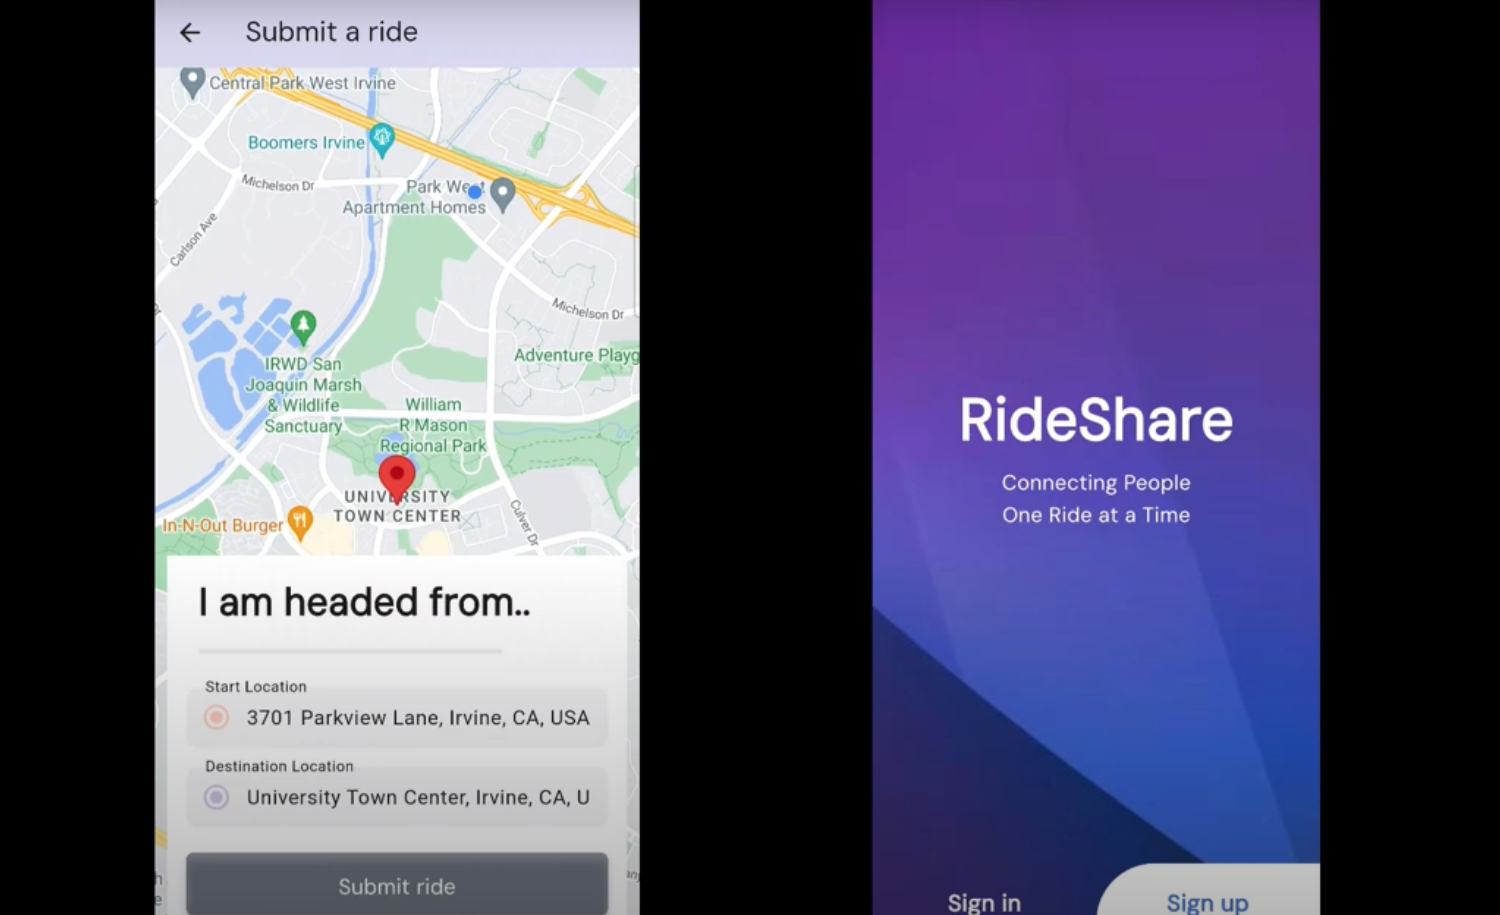 Submit a ride
Central Park West Irvine
Boomers Irvine
Michelson Dr
Park West
Apartment Homes
Carlson Ave
Michelson Dr
Adventure Playg
IRWD San
Joaquin Marsh
& Wildlife
Sanctuary
William
R Mason
Regional Park
UNIVERSITY
TOWN CENTER
In-N-Out Burger
Culver Dr
I am headed from..
Start Location
3701 Parkview Lane, Irvine, CA, USA
Destination Location
University Town Center, Irvine, CA, U
Submit ride
RideShare
Connecting People
One Ride at a Time
Sign in
Sign up